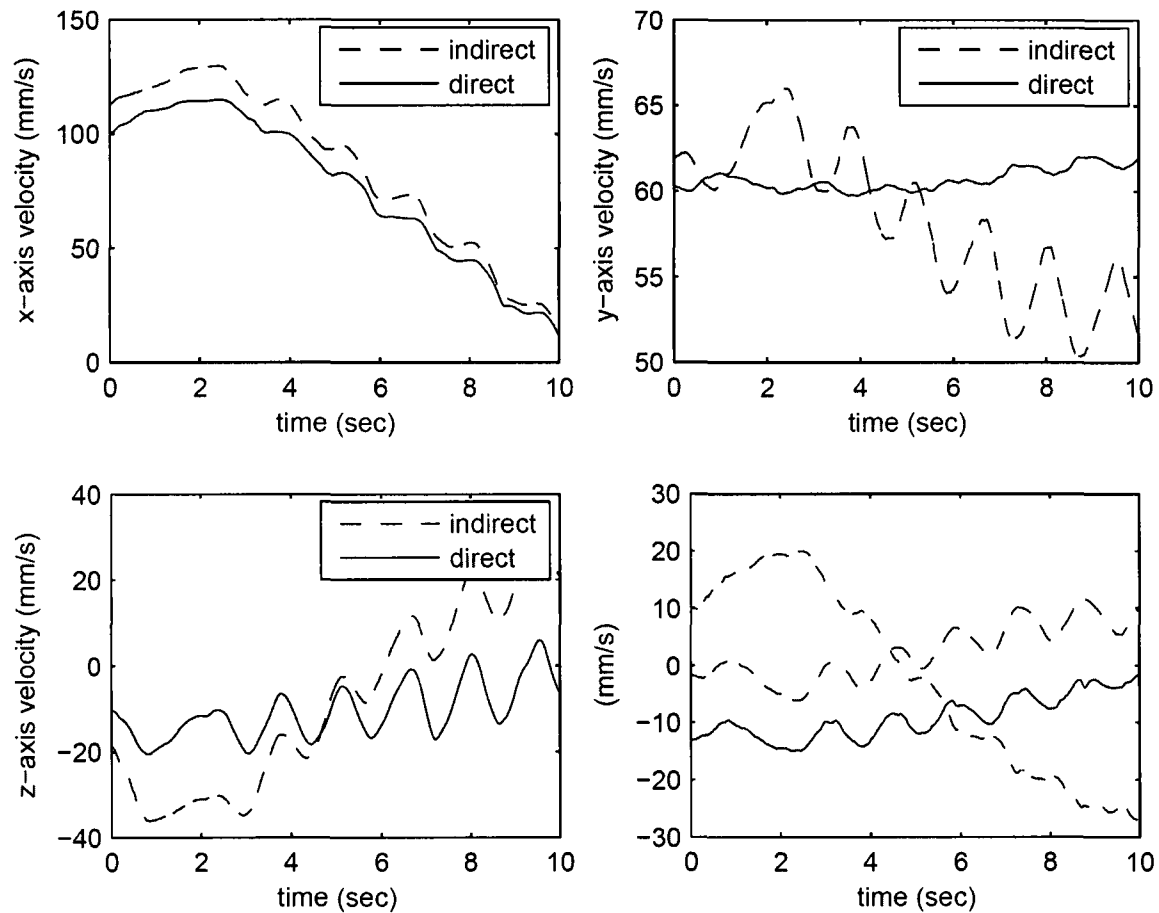 150
100
50
0
x−axis velocity (mm/s)
indirect
direct
0 2 4 6 8 10
time (sec)
70
65
60
55
50
y−axis velocity (mm/s)
indirect
direct
0 2 4 6 8 10
time (sec)
40
20
0
−20
−40
z−axis velocity (mm/s)
indirect
direct
0 2 4 6 8 10
time (sec)
30
20
10
0
−10
−20
−30
(mm/s)
0 2 4 6 8 10
time (sec)